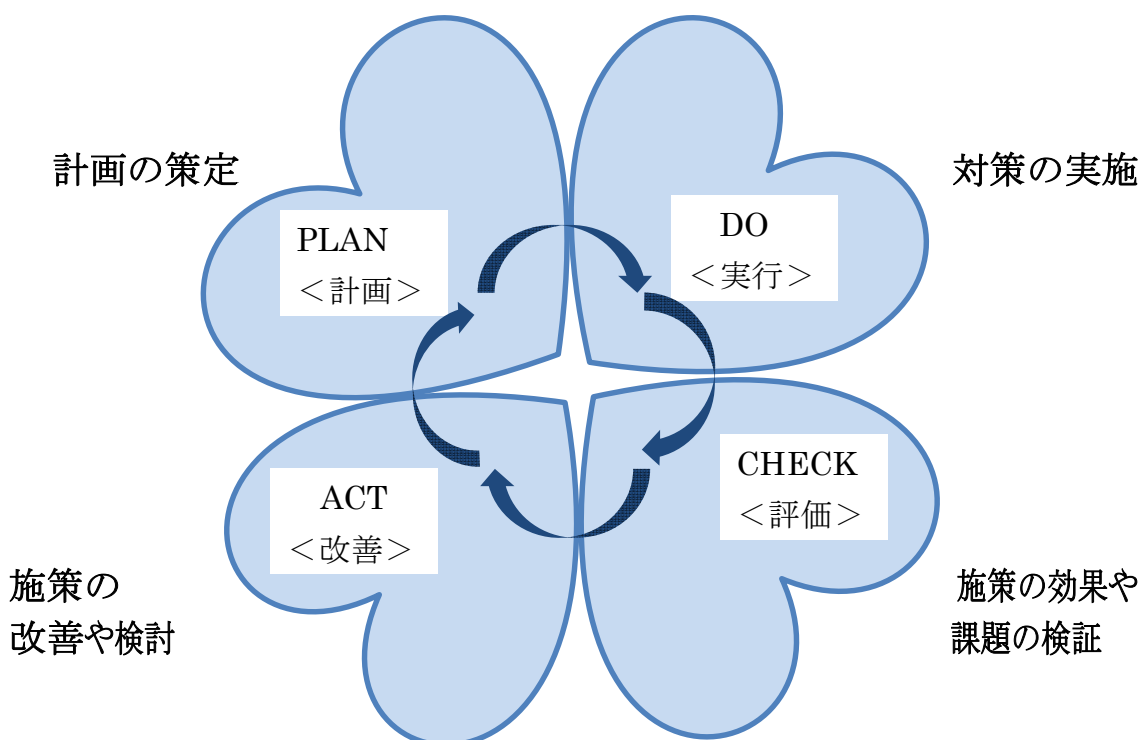 計画の策定
PLAN
＜計画＞
対策の実施
DO
＜実行＞
CHECK
＜評価＞
施策の効果や
課題の検証
ACT
＜改善＞
施策の
改善や検討